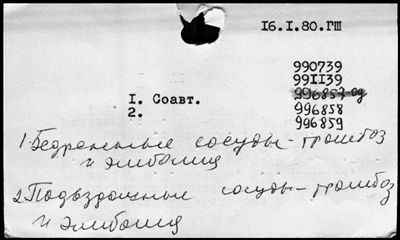 16.I.80.ГШ
990739
991139
996857-од
I. Соавт.
2.
996858
996859
1. Бедренные сосуды - тромбоз
и эмболия
2. Подвздошные сосуды - тромбоз
и эмболия